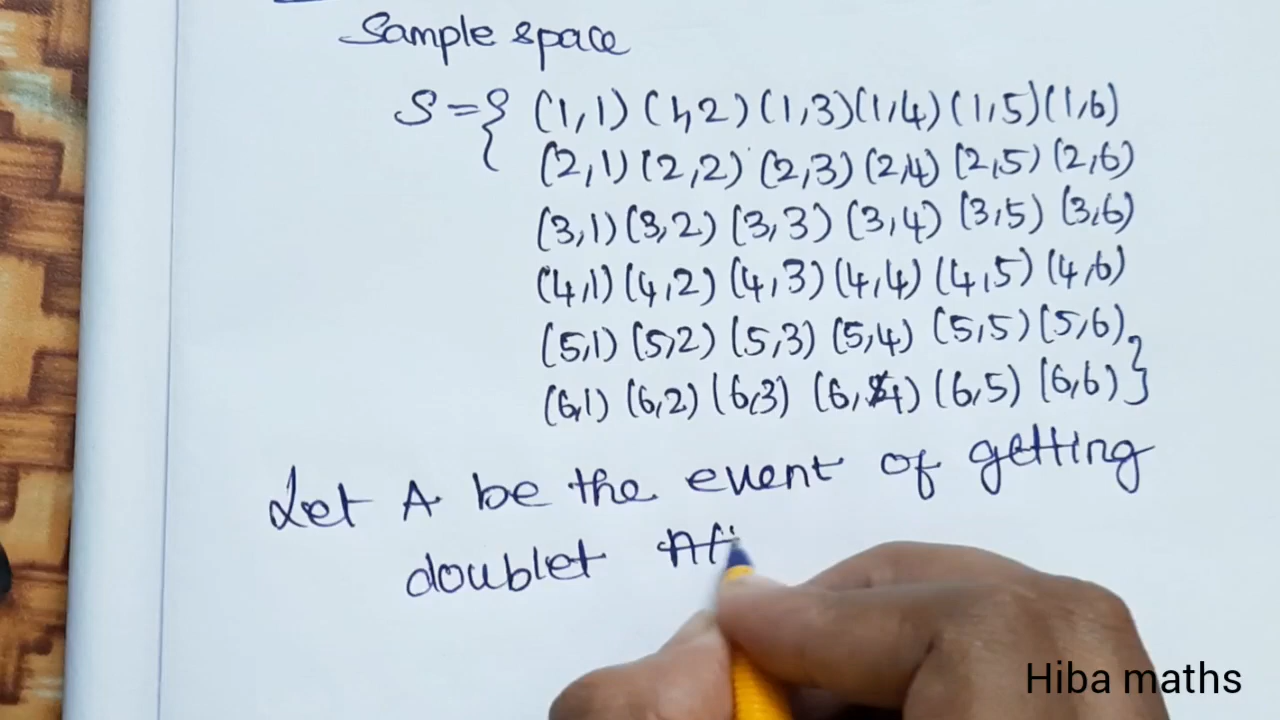 Sample space
S = { (1,1) (1,2) (1,3) (1,4) (1,5) (1,6)
(2,1) (2,2) (2,3) (2,4) (2,5) (2,6)
(3,1) (3,2) (3,3) (3,4) (3,5) (3,6)
(4,1) (4,2) (4,3) (4,4) (4,5) (4,6)
(5,1) (5,2) (5,3) (5,4) (5,5) (5,6)
(6,1) (6,2) (6,3) (6,4) (6,5) (6,6) }
Let A be the event of getting
doublet
Hiba maths